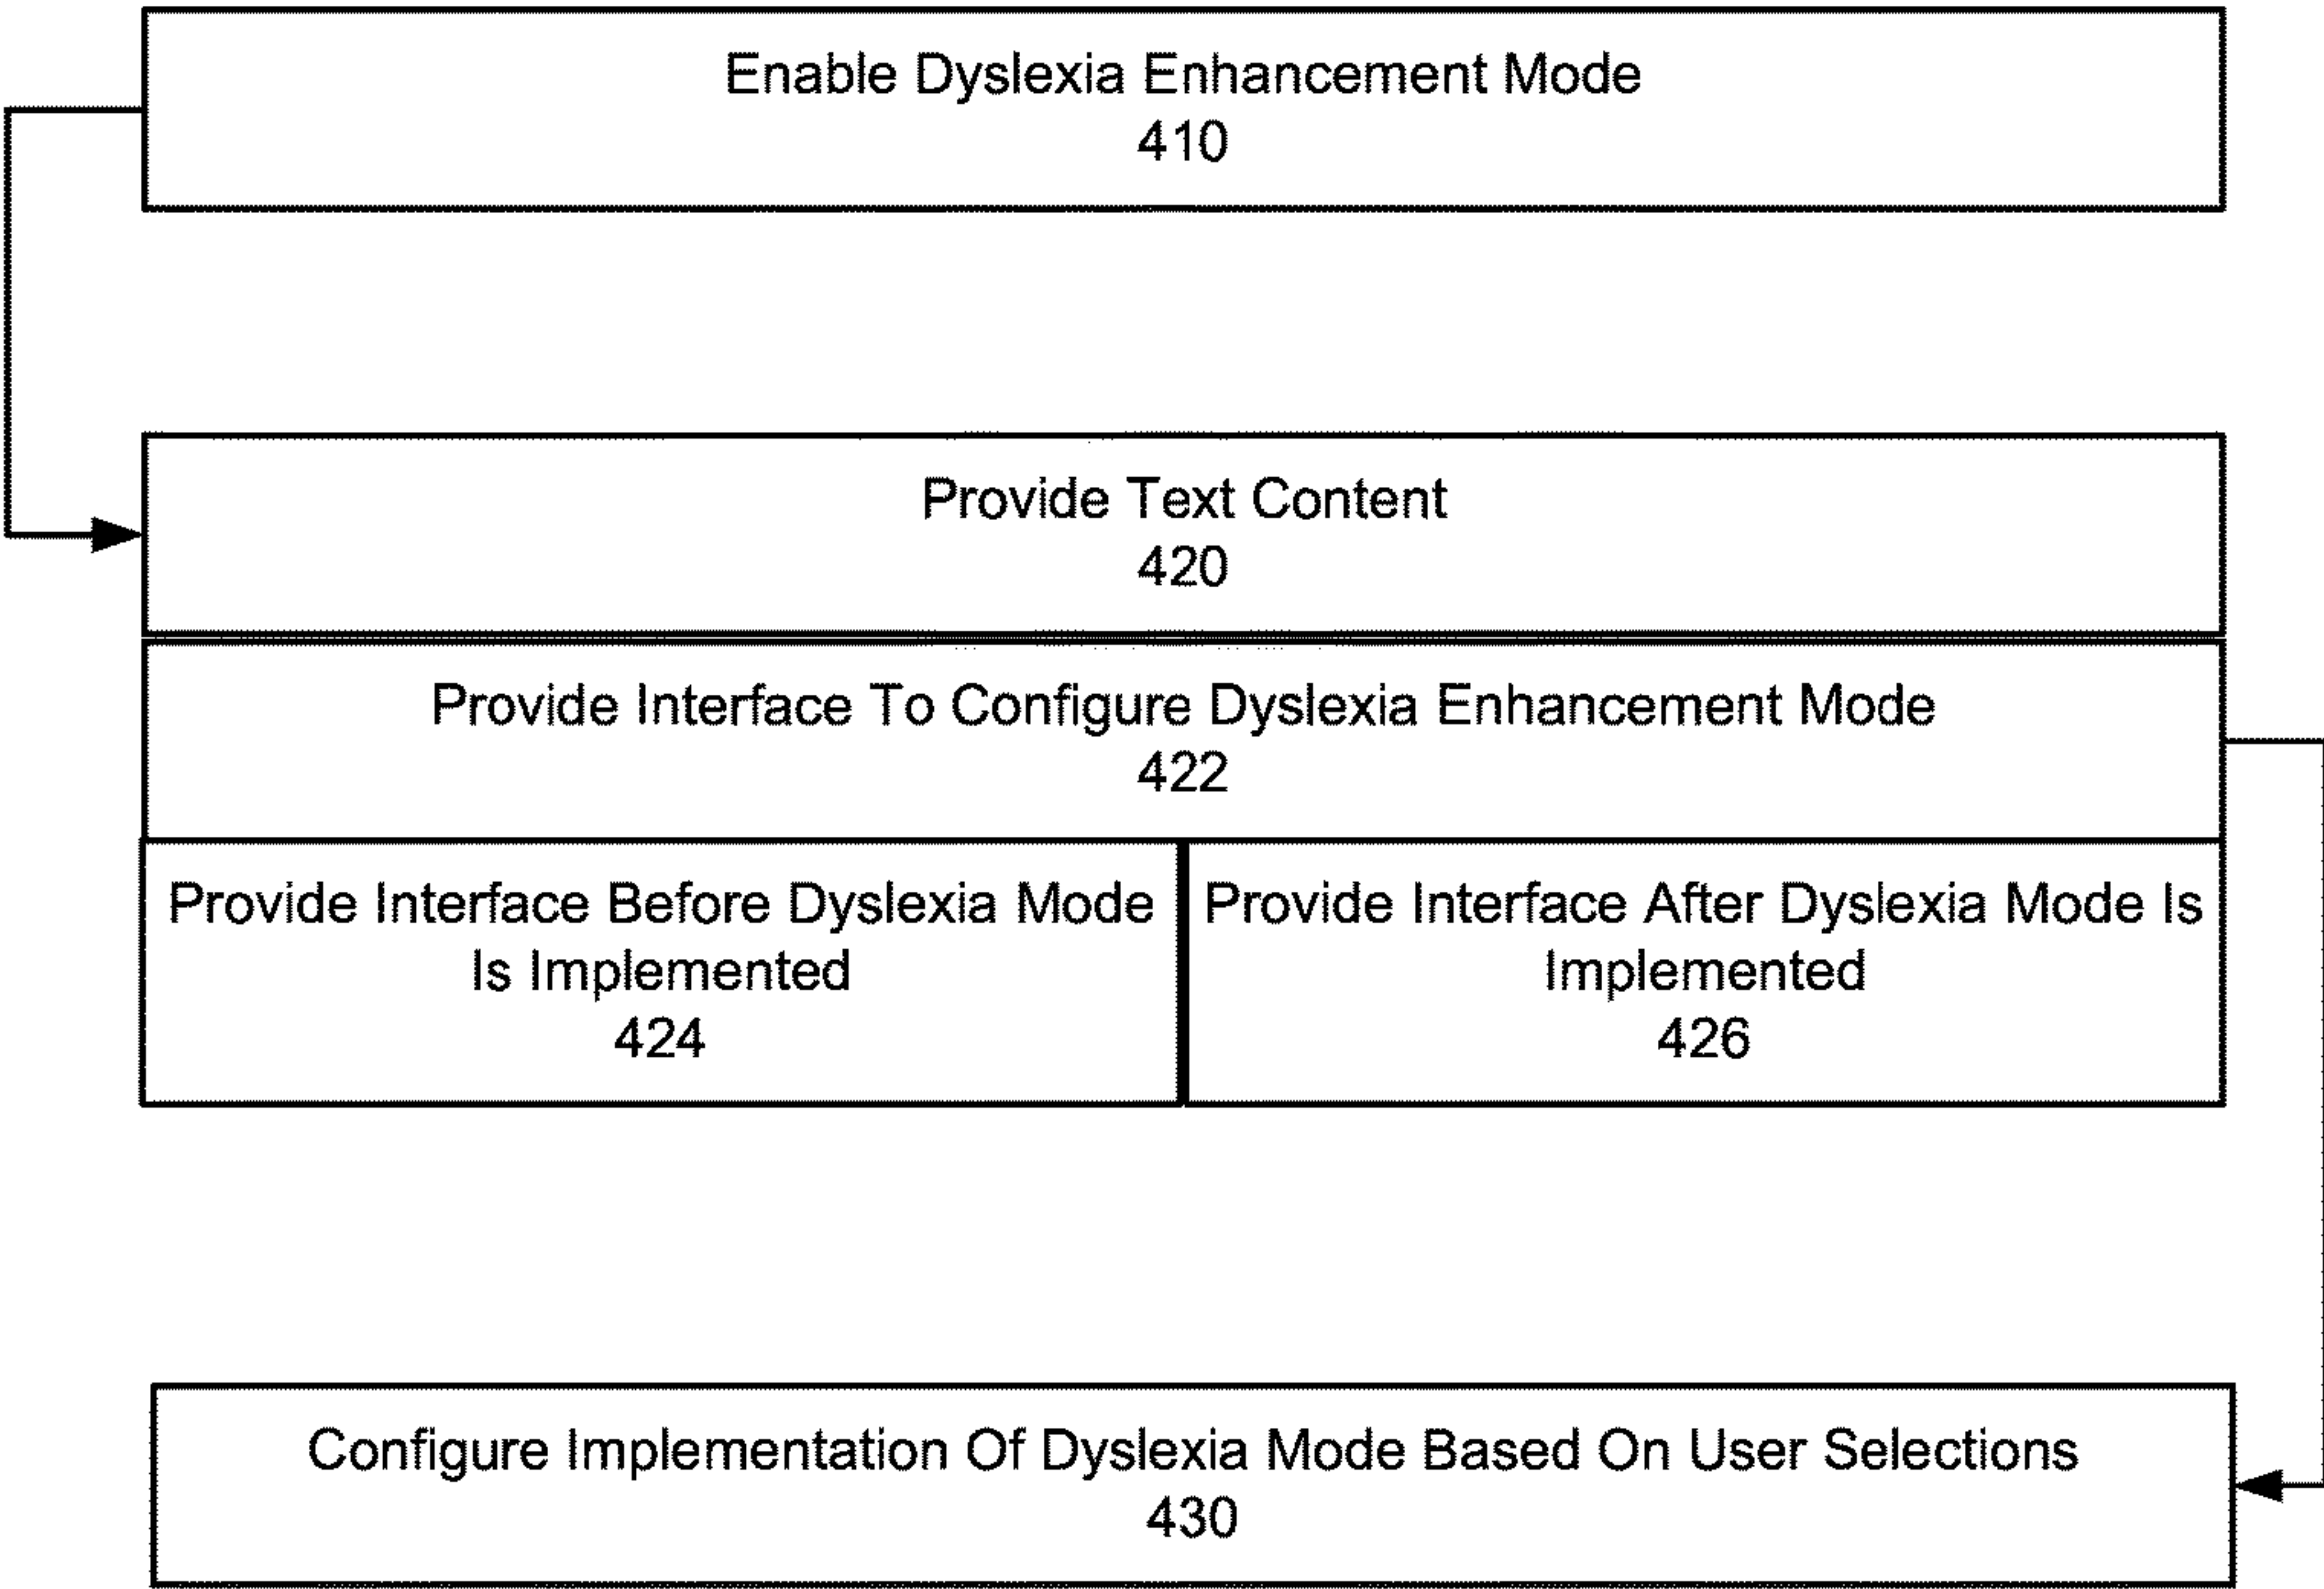 Enable Dyslexia Enhancement Mode
410
Provide Text Content
420
Provide Interface To Configure Dyslexia Enhancement Mode
422
Provide Interface Before Dyslexia Mode
Is Implemented
424
Provide Interface After Dyslexia Mode Is
Implemented
426
Configure Implementation Of Dyslexia Mode Based On User Selections
430